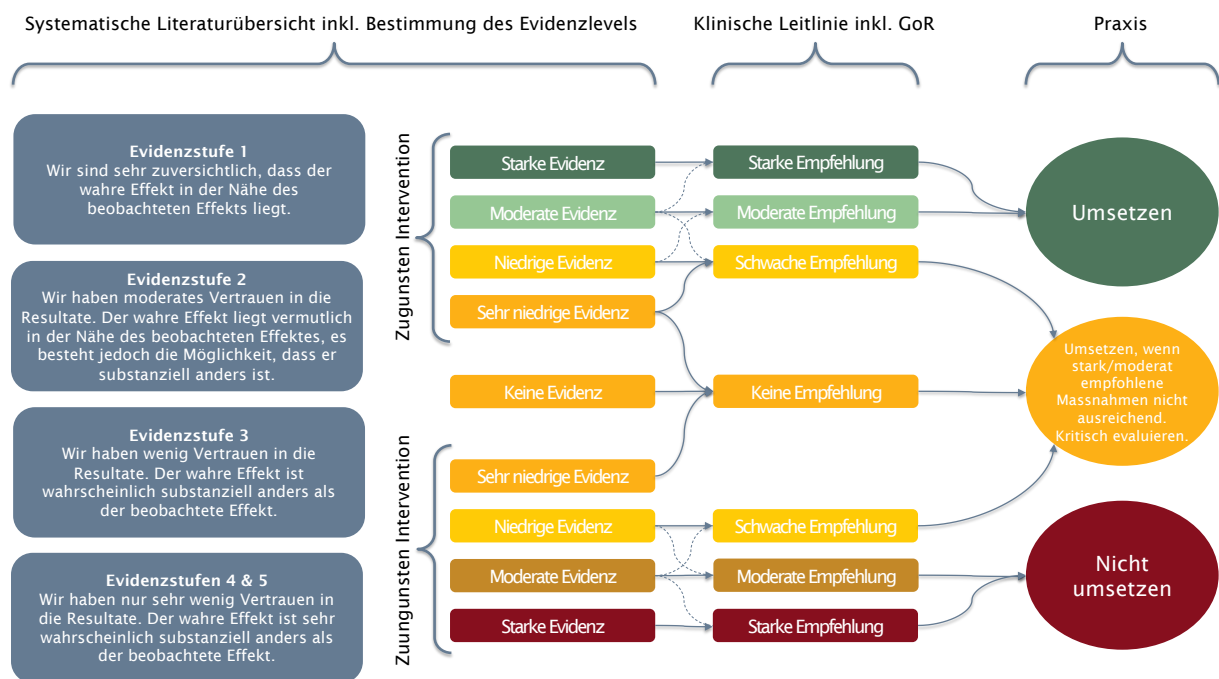 Systematische Literaturübersicht inkl. Bestimmung des Evidenzlevels
Klinische Leitlinie inkl. GoR
Praxis
Evidenzstufe 1
Wir sind sehr zuversichtlich, dass der
wahre Effekt in der Nähe des
beobachteten Effekts liegt.
Evidenzstufe 2
Wir haben moderates Vertrauen in die
Resultate. Der wahre Effekt liegt vermutlich
in der Nähe des beobachteten Effektes, es
besteht jedoch die Möglichkeit, dass er
substanziell anders ist.
Evidenzstufe 3
Wir haben wenig Vertrauen in die
Resultate. Der wahre Effekt ist
wahrscheinlich substanziell anders als
der beobachtete Effekt.
Evidenzstufen 4 & 5
Wir haben nur sehr wenig Vertrauen in
die Resultate. Der wahre Effekt ist sehr
wahrscheinlich substanziell anders als
der beobachtete Effekt.
Zugunsten Intervention
Starke Evidenz
Moderate Evidenz
Niedrige Evidenz
Sehr niedrige Evidenz
Keine Evidenz
Zuungunsten Intervention
Sehr niedrige Evidenz
Niedrige Evidenz
Moderate Evidenz
Starke Evidenz
Starke Empfehlung
Moderate Empfehlung
Schwache Empfehlung
Keine Empfehlung
Schwache Empfehlung
Moderate Empfehlung
Starke Empfehlung
Umsetzen
Umsetzen, wenn
stark/moderat
empfohlene
Massnahmen nicht
ausreichend.
Kritisch evaluieren.
Nicht
umsetzen